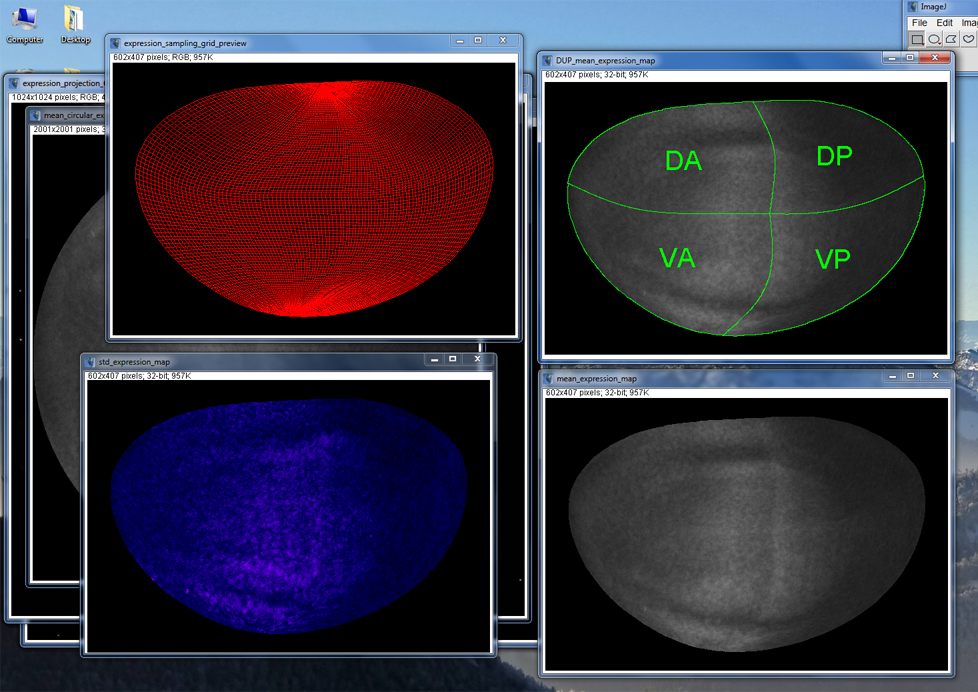 Computer
Desktop
ImageJ
File Edit
expression_sampling_grid_preview
602x407 pixels; RGB; 957K
DUP_mean_expression_map
602x407 pixels; 32-bit; 957K
DA
DP
VA
VP
expression_projection_
1024x1024 pixels; RGB;
mean_circular_ex
2001x2001 pixels;
std_expression_map
602x407 pixels; 32-bit; 957K
mean_expression_map
602x407 pixels; 32-bit; 957K